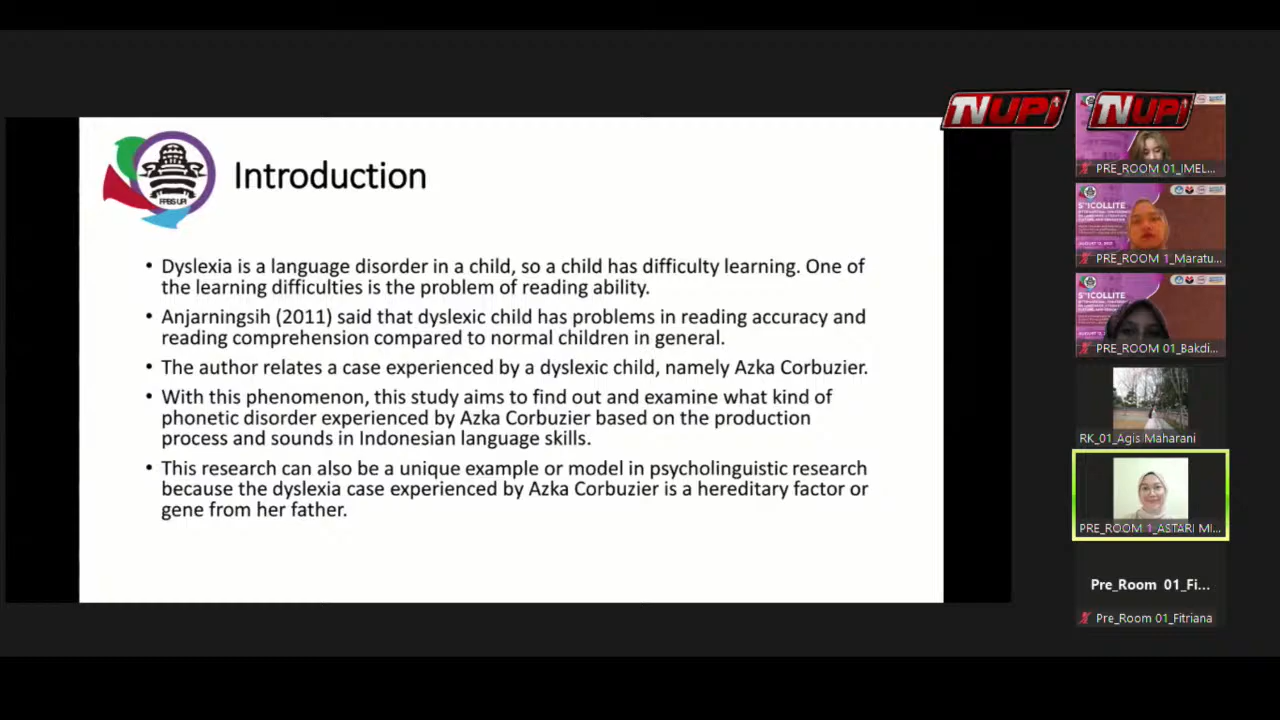 FPBS UPI
Introduction
• Dyslexia is a language disorder in a child, so a child has difficulty learning. One of
the learning difficulties is the problem of reading ability.
• Anjarningsih (2011) said that dyslexic child has problems in reading accuracy and
reading comprehension compared to normal children in general.
• The author relates a case experienced by a dyslexic child, namely Azka Corbuzier.
• With this phenomenon, this study aims to find out and examine what kind of
phonetic disorder experienced by Azka Corbuzier based on the production
process and sounds in Indonesian language skills.
• This research can also be a unique example or model in psycholinguistic research
because the dyslexia case experienced by Azka Corbuzier is a hereditary factor or
gene from her father.
TVUPI
TVUPI
PRE_ROOM 01_IMEL...
5TH ICOLLITE
PRE_ROOM 1_Maratu...
5TH ICOLLITE
PRE_ROOM 01_Bakdi...
RK_01_Agis Maharani
PRE_ROOM 1_ASTARI MI...
Pre_Room 01_Fi...
Pre_Room 01_Fitriana